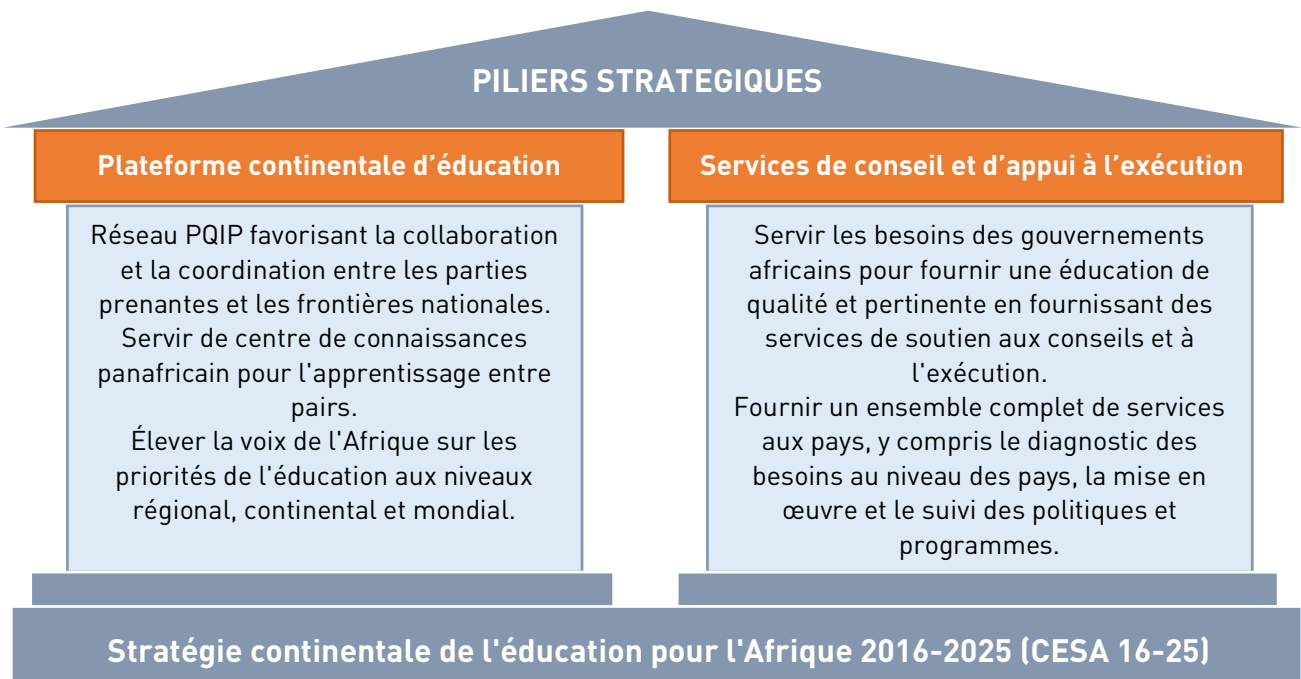 PILIERS STRATEGIQUES
Plateforme continentale d’éducation
Réseau PQIP favorisant la collaboration
et la coordination entre les parties
prenantes et les frontières nationales.
Servir de centre de connaissances
panafricain pour l'apprentissage entre
pairs.
Élever la voix de l'Afrique sur les
priorités de l'éducation aux niveaux
régional, continental et mondial.
Services de conseil et d’appui à l’exécution
Servir les besoins des gouvernements
africains pour fournir une éducation de
qualité et pertinente en fournissant des
services de soutien aux conseils et à
l'exécution.
Fournir un ensemble complet de services
aux pays, y compris le diagnostic des
besoins au niveau des pays, la mise en
œuvre et le suivi des politiques et
programmes.
Stratégie continentale de l'éducation pour l'Afrique 2016-2025 (CESA 16-25)